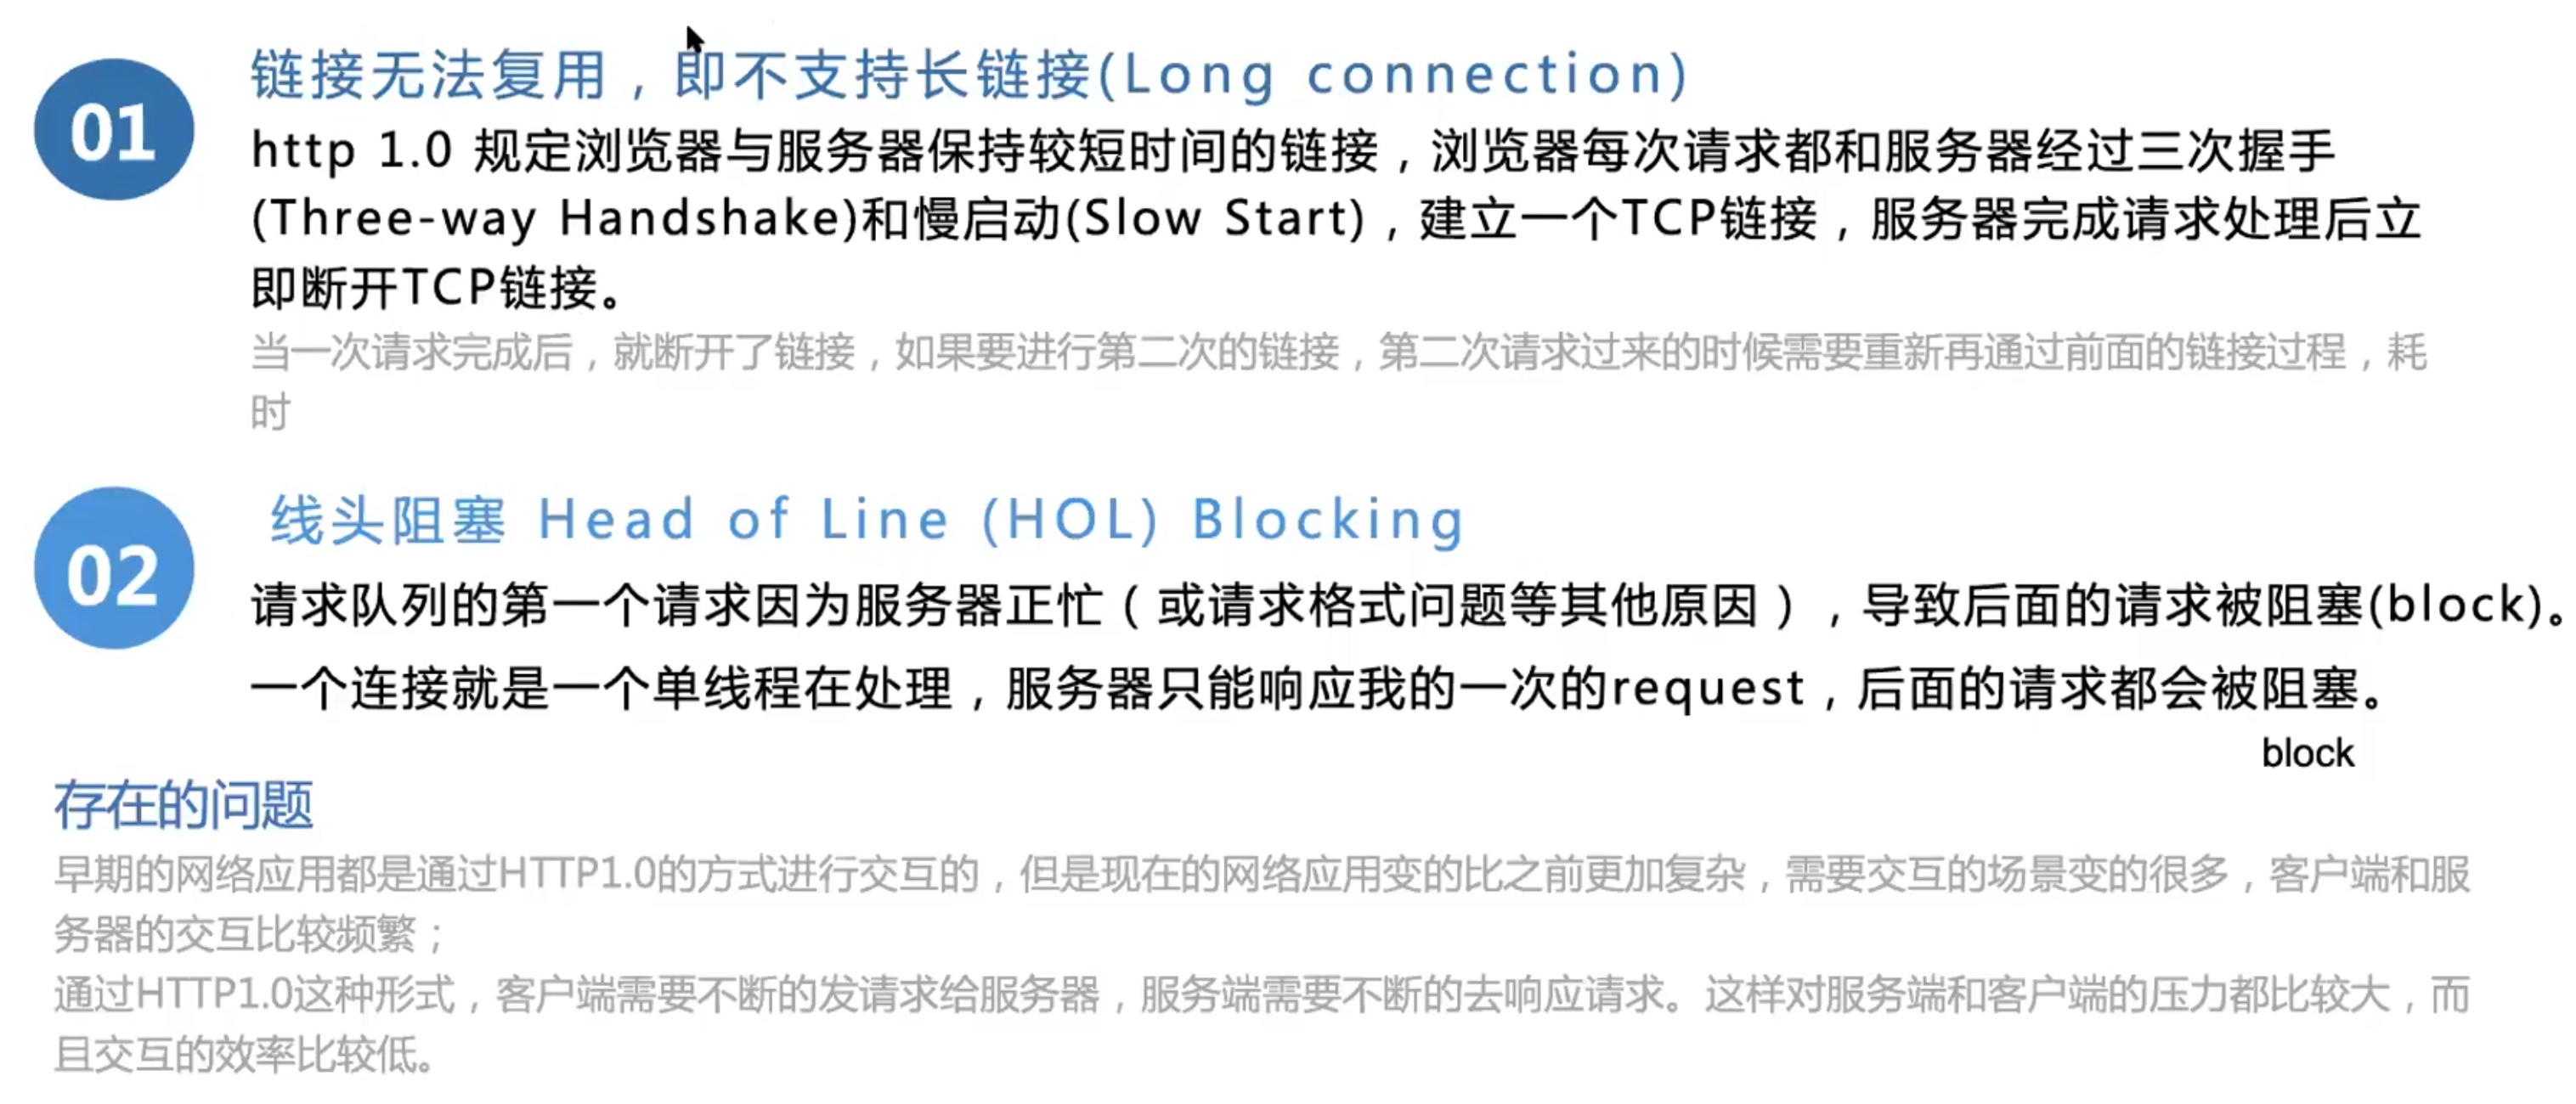 01
链接无法复用，即不支持长链接(Long connection)
http 1.0 规定浏览器与服务器保持较短时间的链接，浏览器每次请求都和服务器经过三次握手
(Three-way Handshake)和慢启动(Slow Start)，建立一个TCP链接，服务器完成请求处理后立
即断开TCP链接。
当一次请求完成后，就断开了链接，如果要进行第二次的链接，第二次请求过来的时候需要重新再通过前面的链接过程，耗
时
02
线头阻塞 Head of Line (HOL) Blocking
请求队列的第一个请求因为服务器正忙（或请求格式问题等其他原因），导致后面的请求被阻塞(block)。
一个连接就是一个单线程在处理，服务器只能响应我的一次的request，后面的请求都会被阻塞。
block
存在的问题
早期的网络应用都是通过HTTP1.0的方式进行交互的，但是现在的网络应用变的比之前更加复杂，需要交互的场景变的很多，客户端和服
务器的交互比较频繁；
通过HTTP1.0这种形式，客户端需要不断的发请求给服务器，服务端需要不断的去响应请求。这样对服务端和客户端的压力都比较大，而
且交互的效率比较低。